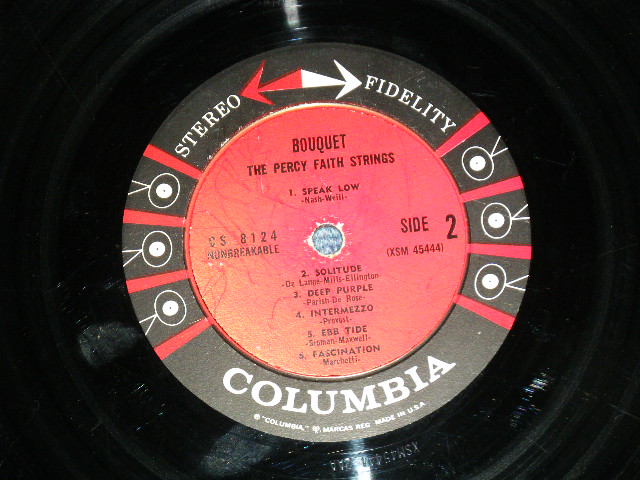 STEREO FIDELITY
BOUQUET
THE PERCY FAITH STRINGS
1. SPEAK LOW
-Nash-Weill-
CS 8124
NONBREAKABLE
SIDE 2
(XSM 45444)
2. SOLITUDE
-De Lange-Mills-Ellington-
3. DEEP PURPLE
-Parish-De Rose-
4. INTERMEZZO
-Provost-
5. EBB TIDE
-Sigman-Maxwell-
6. FASCINATION
-Marchetti-
COLUMBIA
® "COLUMBIA," MARCAS REG. MADE IN U.S.A.